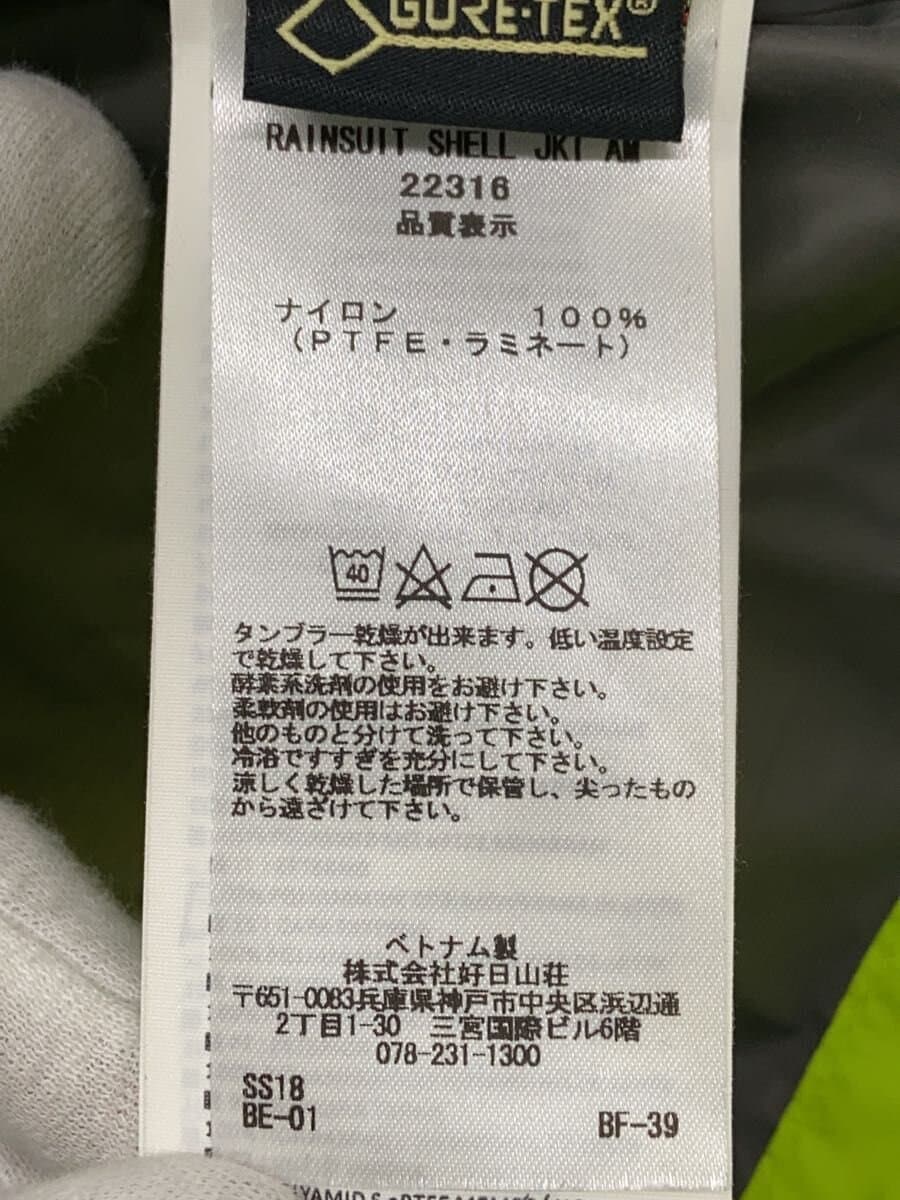 GORE-TEX®
RAINSUIT SHELL JKT AM
22316
品質表示
ナイロン 100%
(PTFE・ラミネート)
40
タンブラー乾燥が出来ます。低い温度設定
で乾燥して下さい。
酵素系洗剤の使用をお避け下さい。
柔軟剤の使用はお避け下さい。
他のものと分けて洗って下さい。
冷浴ですすぎを充分にして下さい。
涼しく乾燥した場所で保管し、尖ったもの
から遠ざけて下さい。
ベトナム製
株式会社好日山荘
〒651-0083兵庫県神戸市中央区浜辺通
2丁目1-30 三宮国際ビル6階
078-231-1300
SS18
BE-01 BF-39